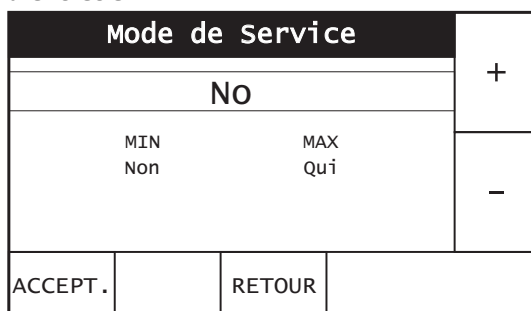 Mode de Service
No
MIN MAX
Non Qui
+
-
ACCEPT. RETOUR